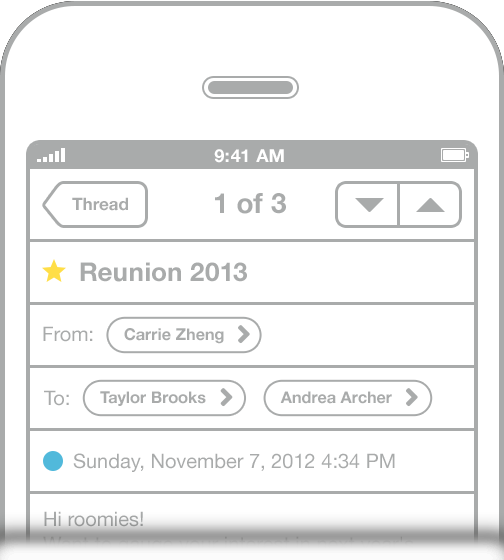 9:41 AM
Thread
1 of 3
Reunion 2013
From: Carrie Zheng
To: Taylor Brooks Andrea Archer
Sunday, November 7, 2012 4:34 PM
Hi roomies!